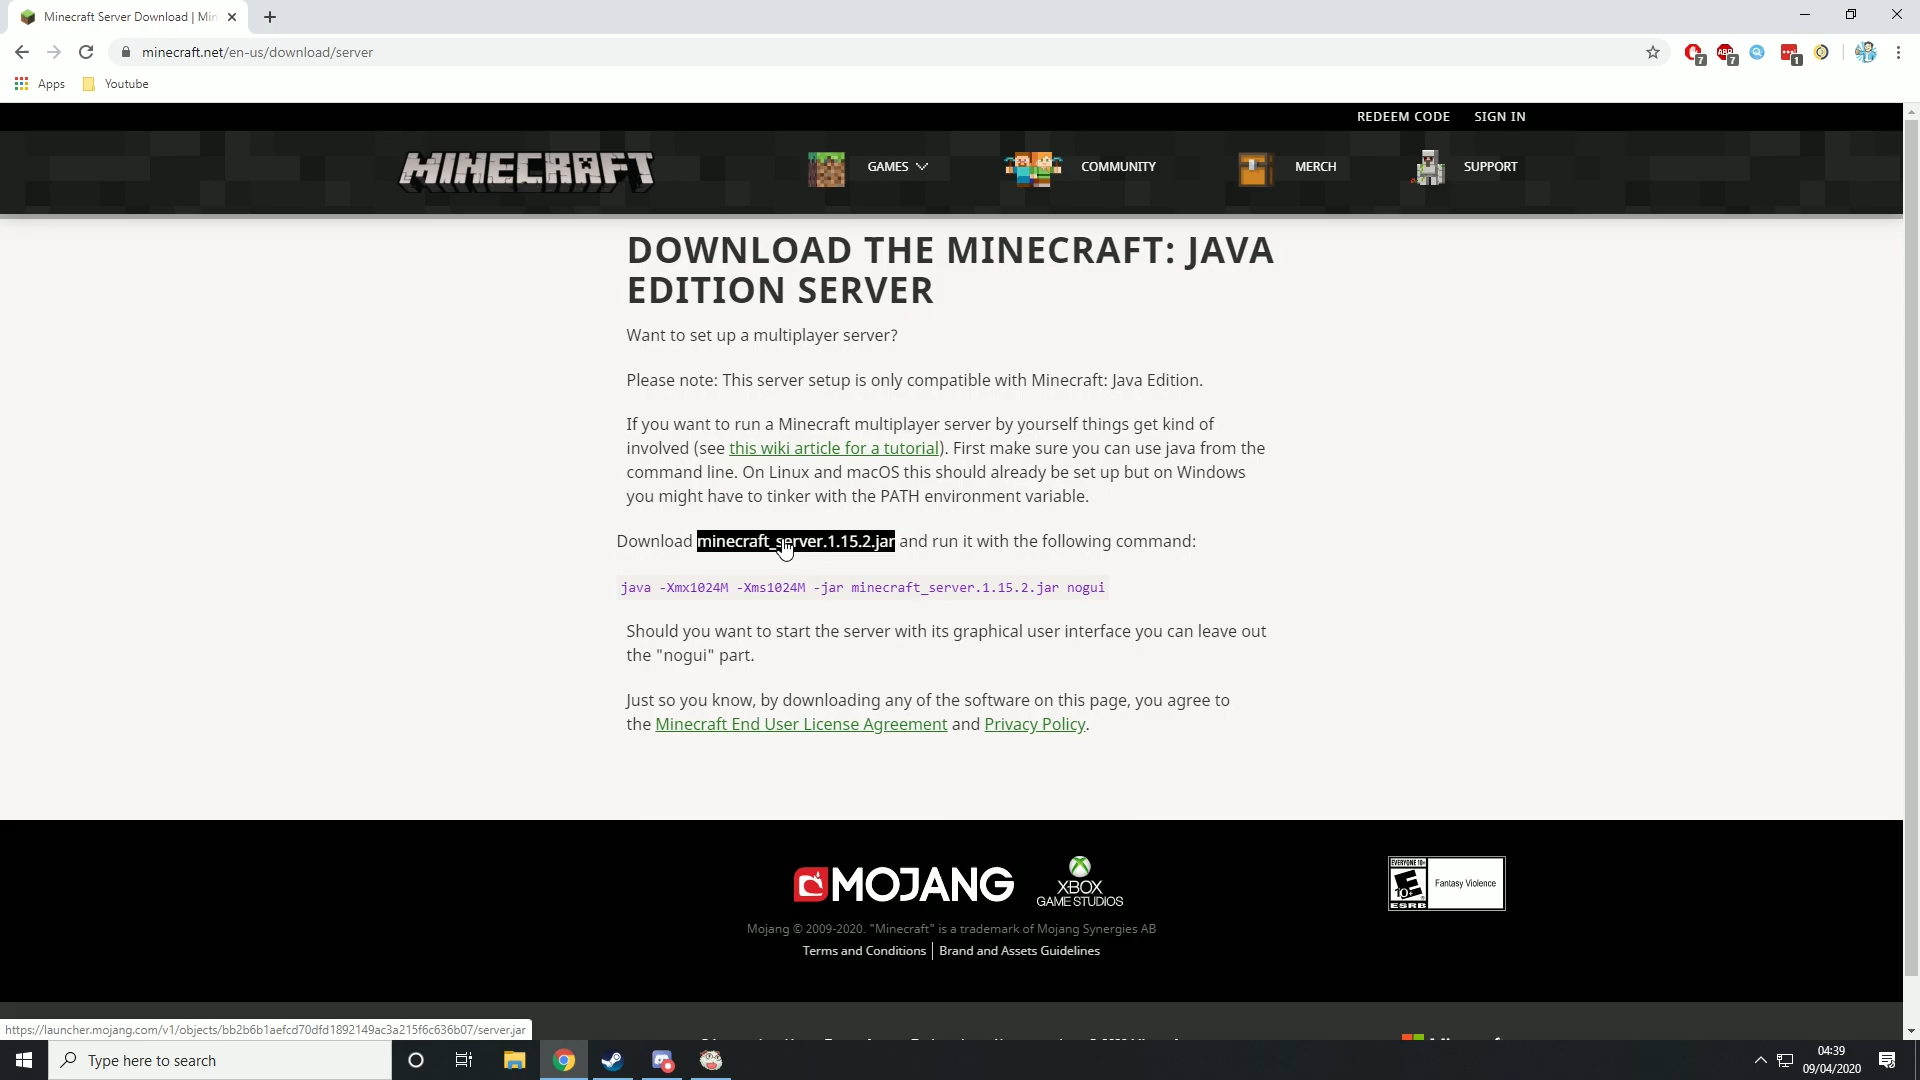 Minecraft Server Download | Min
minecraft.net/en-us/download/server
7
7
1
Apps
Youtube
REDEEM CODE
SIGN IN
MINECRAFT
GAMES
COMMUNITY
MERCH
SUPPORT
DOWNLOAD THE MINECRAFT: JAVA
EDITION SERVER
Want to set up a multiplayer server?
Please note: This server setup is only compatible with Minecraft: Java Edition.
If you want to run a Minecraft multiplayer server by yourself things get kind of
involved (see this wiki article for a tutorial). First make sure you can use java from the
command line. On Linux and macOS this should already be set up but on Windows
you might have to tinker with the PATH environment variable.
Download minecraft_server.1.15.2.jar and run it with the following command:
java -Xmx1024M -Xms1024M -jar minecraft_server.1.15.2.jar nogui
Should you want to start the server with its graphical user interface you can leave out
the "nogui" part.
Just so you know, by downloading any of the software on this page, you agree to
the Minecraft End User License Agreement and Privacy Policy.
MOJANG
XBOX
GAME STUDIOS
EVERYONE 10+
E
10+
ESRB
Fantasy Violence
Mojang © 2009-2020. "Minecraft" is a trademark of Mojang Synergies AB
Terms and Conditions | Brand and Assets Guidelines
https://launcher.mojang.com/v1/objects/bb2b6b1aefcd70dfd1892149ac3a215f6c636b07/server.jar
Type here to search
04:39
09/04/2020